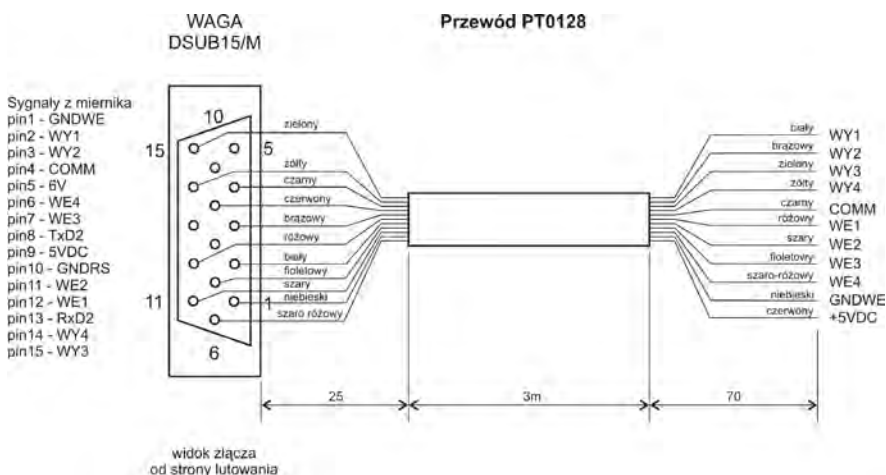 WAGA
DSUB15/M
Przewód PT0128
Sygnały z miernika
pin1 - GNDWE
pin2 - WY1
pin3 - WY2
pin4 - COMM
pin5 - 6V
pin6 - WE4
pin7 - WE3
pin8 - TxD2
pin9 - 5VDC
pin10 - GNDRS
pin11 - WE2
pin12 - WE1
pin13 - RxD2
pin14 - WY4
pin15 - WY3
10
15
5
11
1
6
zielony
żółty
czarny
czerwony
brązowy
różowy
biały
fioletowy
szary
niebieski
szaro różowy
biały WY1
brązowy WY2
zielony WY3
żółty WY4
czarny COMM
różowy WE1
szary WE2
fioletowy WE3
szaro-różowy WE4
niebieski GNDWE
czerwony +5VDC
25
3m
70
widok złącza
od strony lutowania